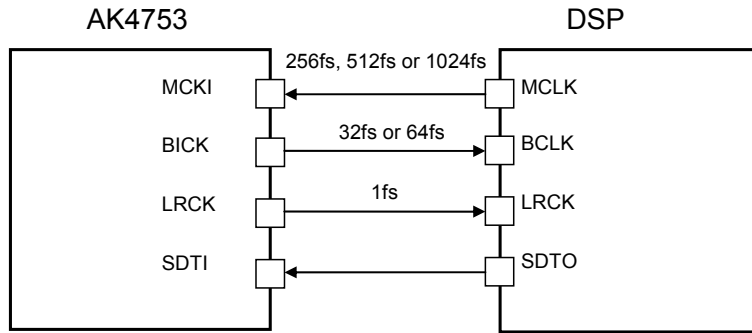 AK4753 DSP
256fs, 512fs or 1024fs
MCKI MCLK
32fs or 64fs
BICK BCLK
1fs
LRCK LRCK
SDTI SDTO